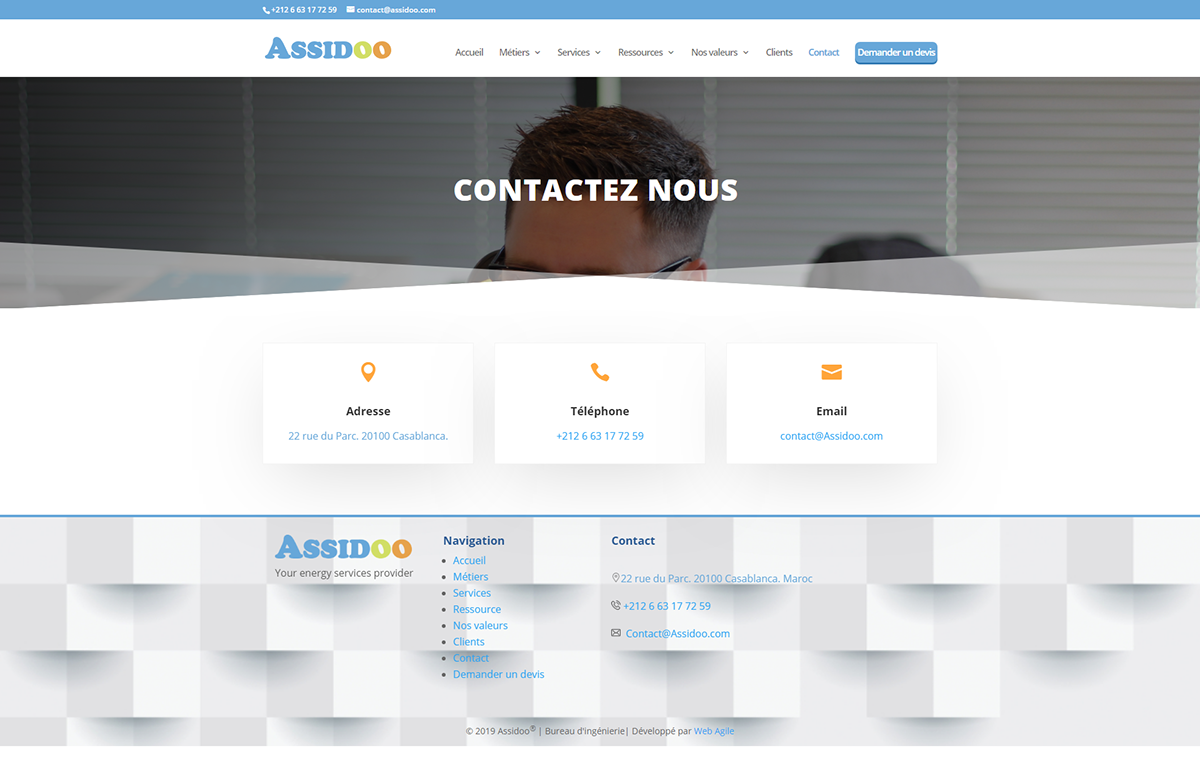 +212 6 63 17 72 59 contact@assidoo.com
ASSIDOO
Accueil Métiers Services Ressources Nos valeurs Clients Contact Demander un devis
CONTACTEZ NOUS
Adresse
22 rue du Parc. 20100 Casablanca.
Téléphone
+212 6 63 17 72 59
Email
contact@Assidoo.com
ASSIDOO
Your energy services provider
Navigation
Accueil
Métiers
Services
Ressource
Nos valeurs
Clients
Contact
Demander un devis
Contact
22 rue du Parc. 20100 Casablanca. Maroc
+212 6 63 17 72 59
Contact@Assidoo.com
© 2019 Assidoo® | Bureau d'ingénierie| Développé par Web Agile